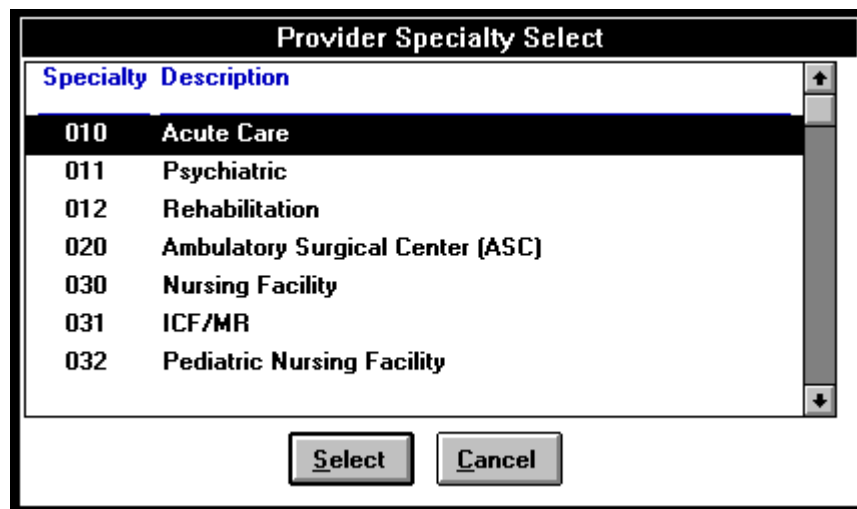 Provider Specialty Select
Specialty Description
010 Acute Care
011 Psychiatric
012 Rehabilitation
020 Ambulatory Surgical Center (ASC)
030 Nursing Facility
031 ICF/MR
032 Pediatric Nursing Facility
Select Cancel